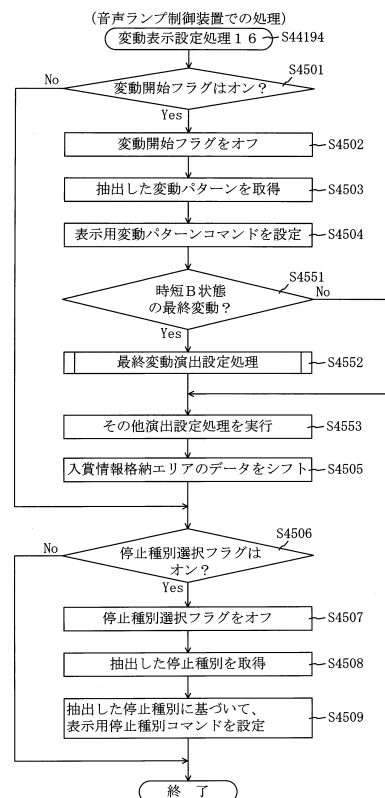 (音声ランプ制御装置での処理)
変動表示設定処理16
S44194
S4501
No
変動開始フラグはオン?
Yes
変動開始フラグをオフ
S4502
抽出した変動パターンを取得
S4503
表示用変動パターンコマンドを設定
S4504
S4551
時短B状態
の最終変動?
No
Yes
最終変動演出設定処理
S4552
その他演出設定処理を実行
S4553
入賞情報格納エリアのデータをシフト
S4505
S4506
No
停止種別選択フラグは
オン?
Yes
停止種別選択フラグをオフ
S4507
抽出した停止種別を取得
S4508
抽出した停止種別に基づいて、
表示用停止種別コマンドを設定
S4509
終 了